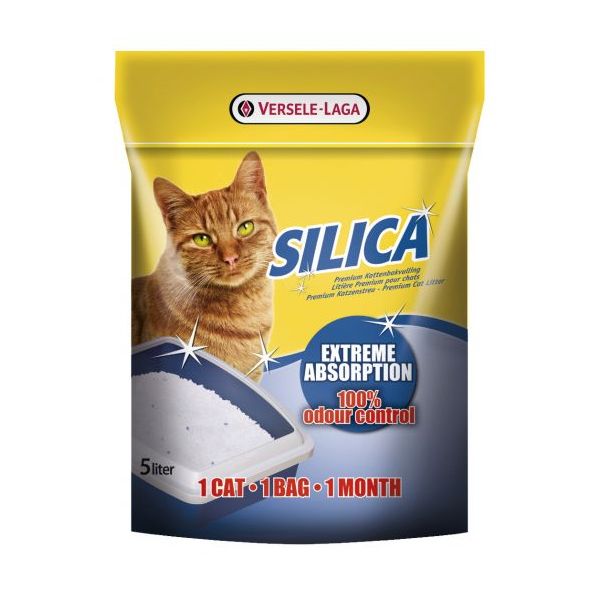 VERSELE-LAGA
SILICA
Premium Kattenbakvulling
Litière Premium pour chats
Premium Katzenstreu - Premium Cat Litter
EXTREME
ABSORPTION
100%
odour control
5 liter
1 CAT • 1 BAG • 1 MONTH